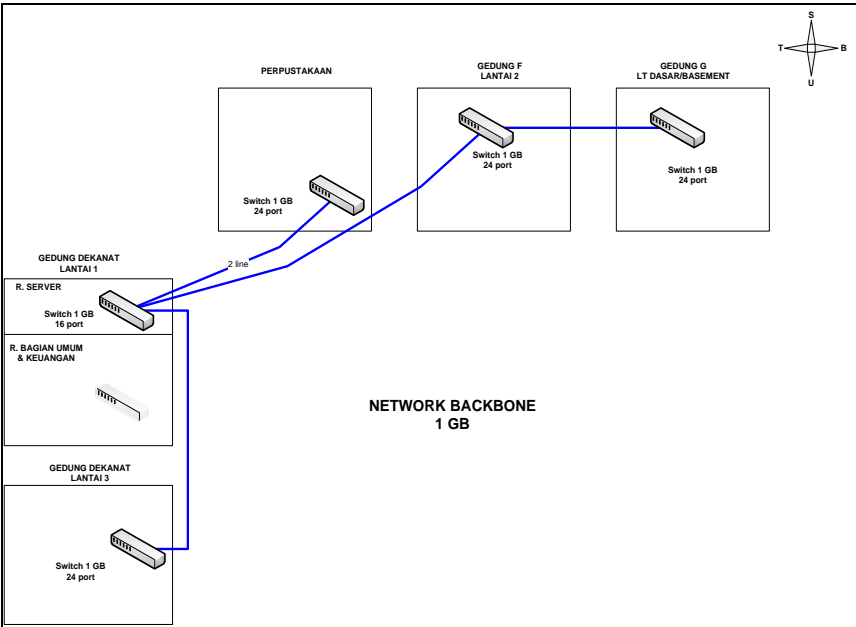 S
T
B
U
PERPUSTAKAAN
GEDUNG F
LANTAI 2
GEDUNG G
LT DASAR/BASEMENT
Switch 1 GB
24 port
Switch 1 GB
24 port
Switch 1 GB
24 port
GEDUNG DEKANAT
LANTAI 1
2 line
R. SERVER
Switch 1 GB
16 port
R. BAGIAN UMUM
& KEUANGAN
NETWORK BACKBONE
1 GB
GEDUNG DEKANAT
LANTAI 3
Switch 1 GB
24 port